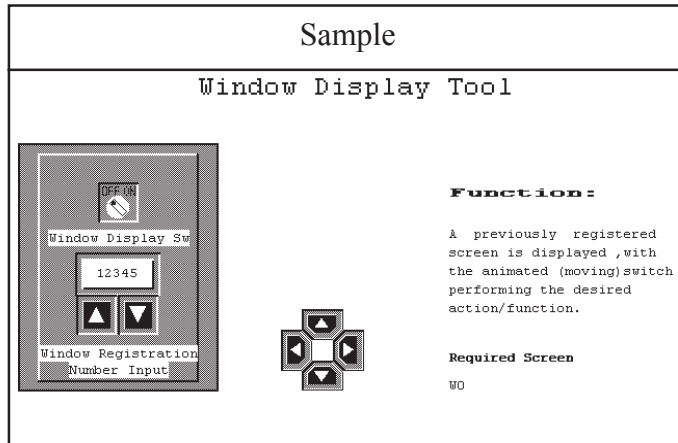 Sample
Window Display Tool
OFF ON
Window Display Sw
12345
Window Registration
Number Input
Function:
A previously registered
screen is displayed ,with
the animated (moving)switch
performing the desired
action/function.
Required Screen
WO